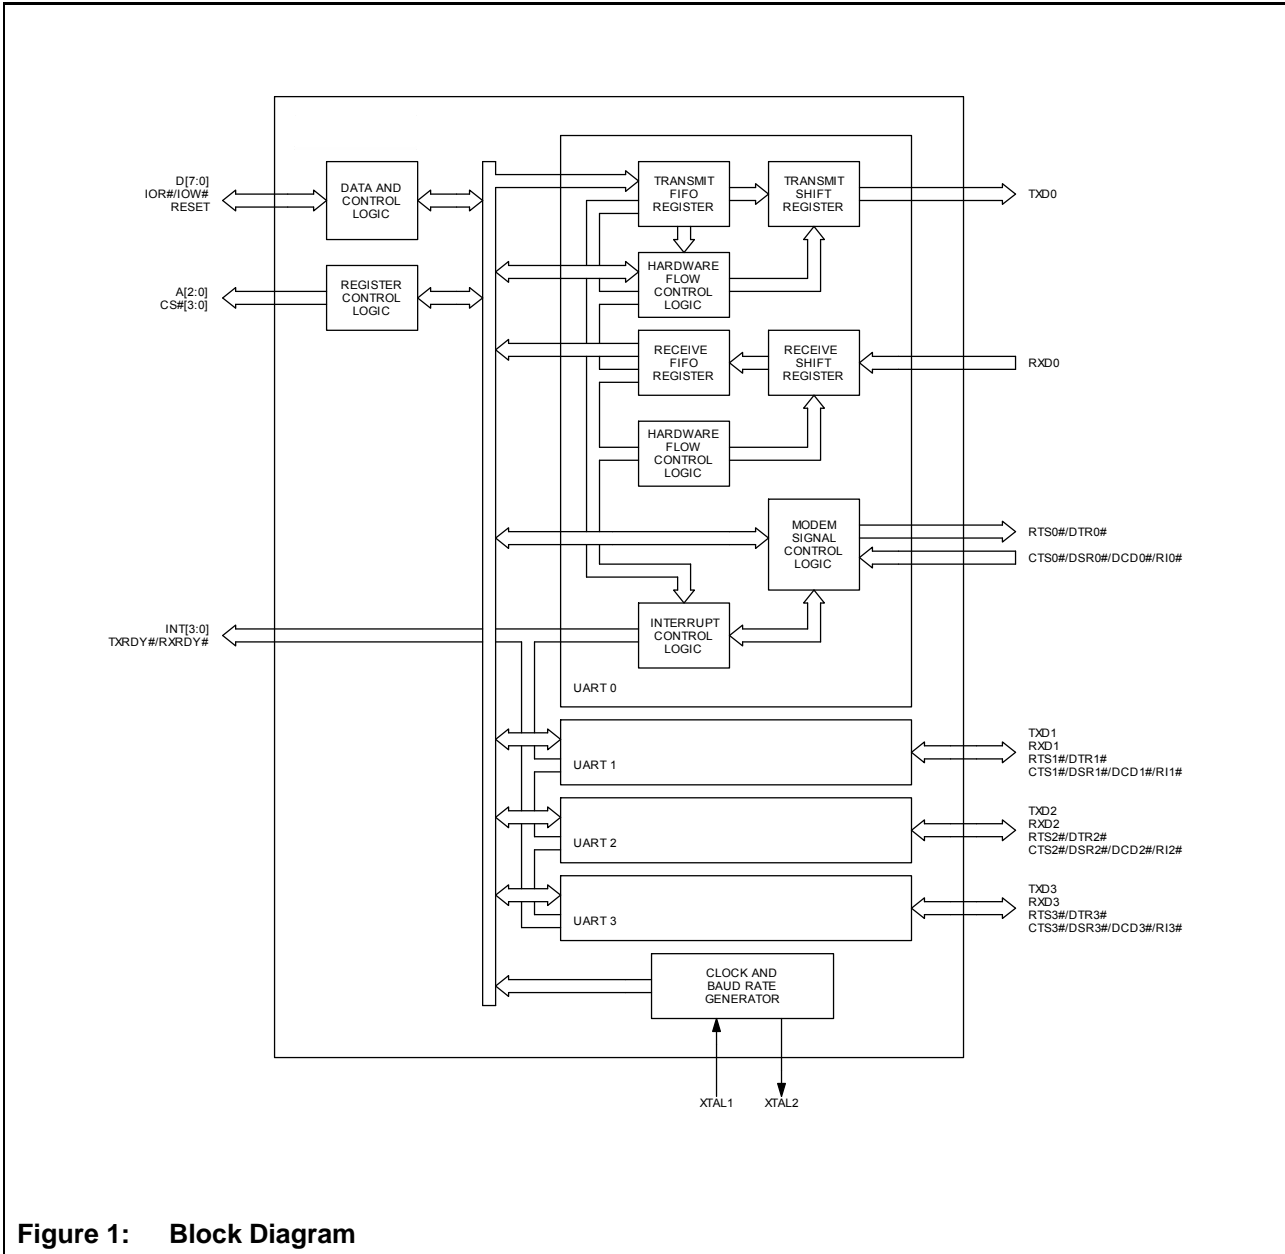 D[7:0]
IOR#/IOW#
RESET
DATA AND
CONTROL
LOGIC
TRANSMIT
FIFO
REGISTER
TRANSMIT
SHIFT
REGISTER
TXD0
A[2:0]
CS#[3:0]
REGISTER
CONTROL
LOGIC
HARDWARE
FLOW
CONTROL
LOGIC
RECEIVE
FIFO
REGISTER
RECEIVE
SHIFT
REGISTER
RXD0
HARDWARE
FLOW
CONTROL
LOGIC
MODEM
SIGNAL
CONTROL
LOGIC
RTS0#/DTR0#
CTS0#/DSR0#/DCD0#/RI0#
INT[3:0]
TXRDY#/RXRDY#
INTERRUPT
CONTROL
LOGIC
UART 0
UART 1
TXD1
RXD1
RTS1#/DTR1#
CTS1#/DSR1#/DCD1#/RI1#
UART 2
TXD2
RXD2
RTS2#/DTR2#
CTS2#/DSR2#/DCD2#/RI2#
UART 3
TXD3
RXD3
RTS3#/DTR3#
CTS3#/DSR3#/DCD3#/RI3#
CLOCK AND
BAUD RATE
GENERATOR
XTAL1
XTAL2
Figure 1: Block Diagram